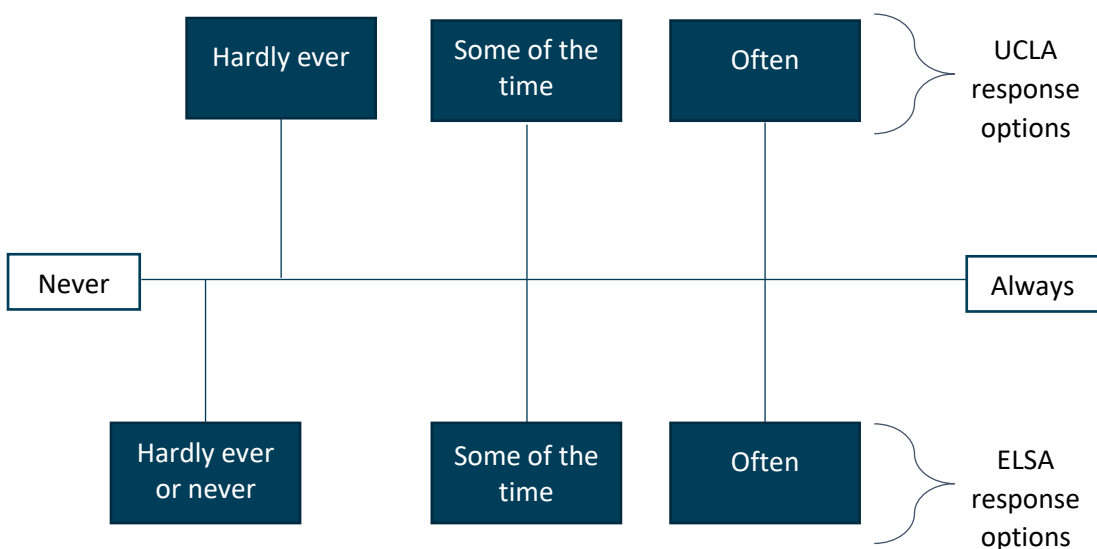 Hardly ever
Some of the
time
Often
UCLA
response
options
Never
Always
Hardly ever
or never
Some of the
time
Often
ELSA
response
options